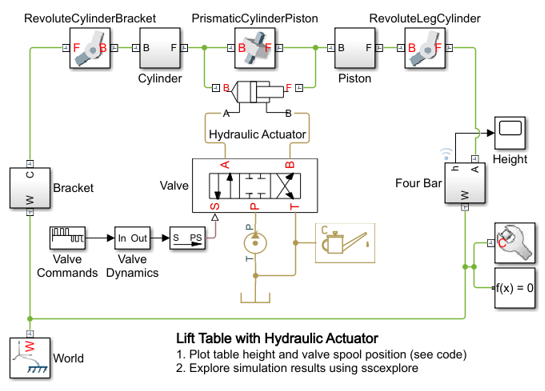 RevoluteCylinderBracket
PrismaticCylinderPiston
RevoluteLegCylinder
F B
B F
B F
B F
B F
Cylinder
Piston
B F
A B
Hydraulic Actuator
Height
C
W
Bracket
Valve
A B
S P T
h A
W
Four Bar
Valve
Commands
In Out
Valve
Dynamics
S PS
P
T
C
C
f(x) = 0
W
World
Lift Table with Hydraulic Actuator
1. Plot table height and valve spool position (see code)
2. Explore simulation results using sscexplore